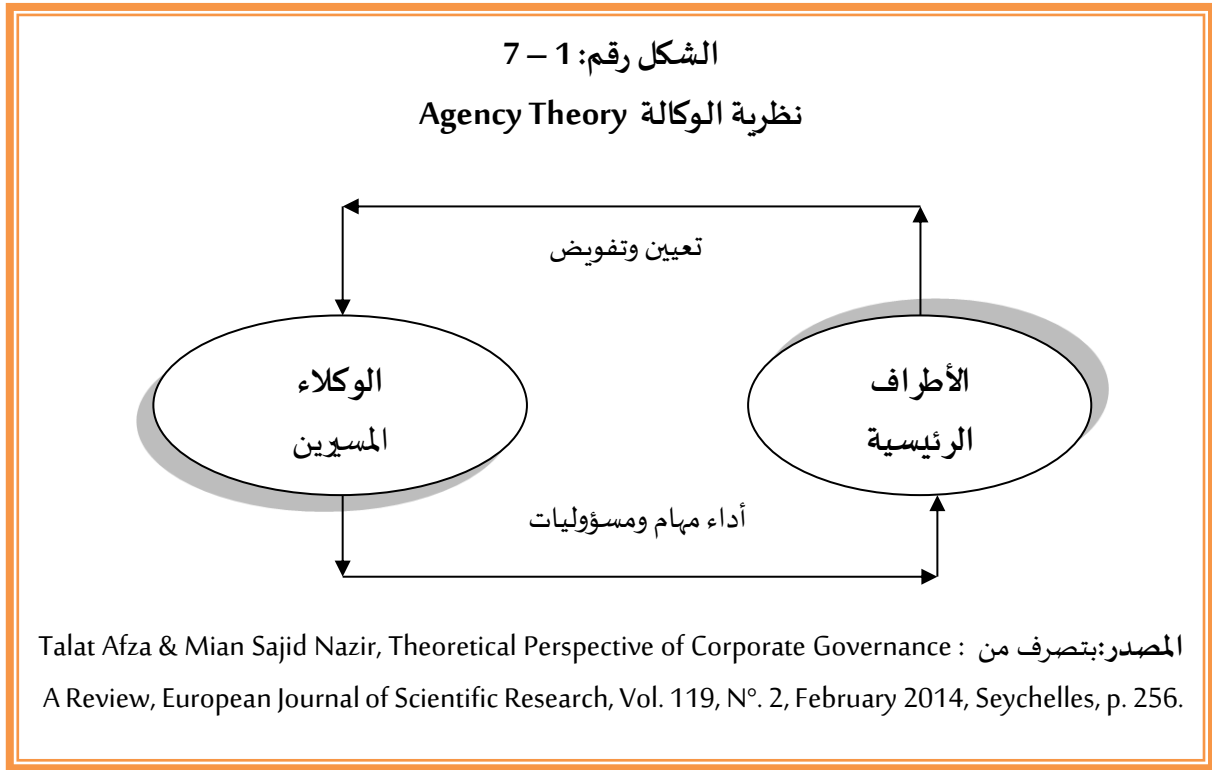 الشكل رقم: 1 – 7
نظرية الوكالة Agency Theory
تعيين وتفويض
الأطراف
الرئيسية
الوكلاء
المسيرين
أداء مهام ومسؤوليات
المصدر:بتصرف من Talat Afza & Mian Sajid Nazir, Theoretical Perspective of Corporate Governance :
A Review, European Journal of Scientific Research, Vol. 119, N°. 2, February 2014, Seychelles, p. 256.